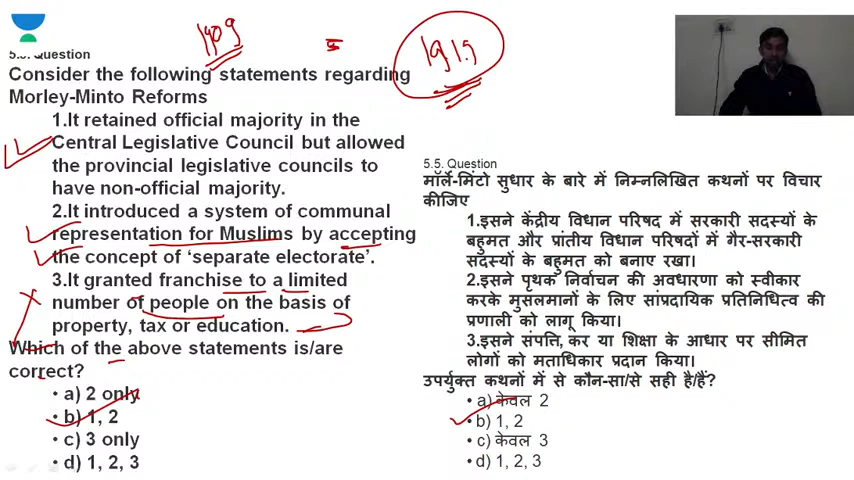 1909
1919
5.5. Question
Consider the following statements regarding
Morley-Minto Reforms
1.It retained official majority in the
Central Legislative Council but allowed
the provincial legislative councils to
have non-official majority.
2.It introduced a system of communal
representation for Muslims by accepting
the concept of ‘separate electorate’.
3.It granted franchise to a limited
number of people on the basis of
property, tax or education.
Which of the above statements is/are
correct?
• a) 2 only
• b) 1, 2
• c) 3 only
• d) 1, 2, 3
5.5. Question
मॉर्ले-मिंटो सुधार के बारे में निम्नलिखित कथनों पर विचार
कीजिए
1.इसने केंद्रीय विधान परिषद में सरकारी सदस्यों के
बहुमत और प्रांतीय विधान परिषदों में गैर-सरकारी
सदस्यों के बहुमत को बनाए रखा।
2.इसने पृथक निर्वाचन की अवधारणा को स्वीकार
करके मुसलमानों के लिए सांप्रदायिक प्रतिनिधित्व की
प्रणाली को लागू किया।
3.इसने संपत्ति, कर या शिक्षा के आधार पर सीमित
लोगों को मताधिकार प्रदान किया।
उपर्युक्त कथनों में से कौन-सा/से सही है/हैं?
• a) केवल 2
• b) 1, 2
• c) केवल 3
• d) 1, 2, 3